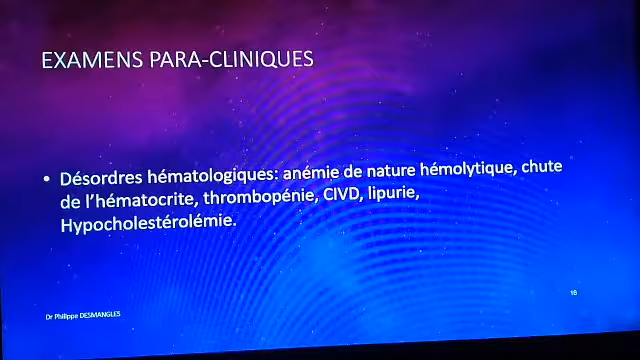 EXAMENS PARA-CLINIQUES
• Désordres hématologiques: anémie de nature hémolytique, chute
de l'hématocrite, thrombopénie, CIVD, lipurie,
Hypocholestérolémie.
16
Dr Philippe DESMANGLES